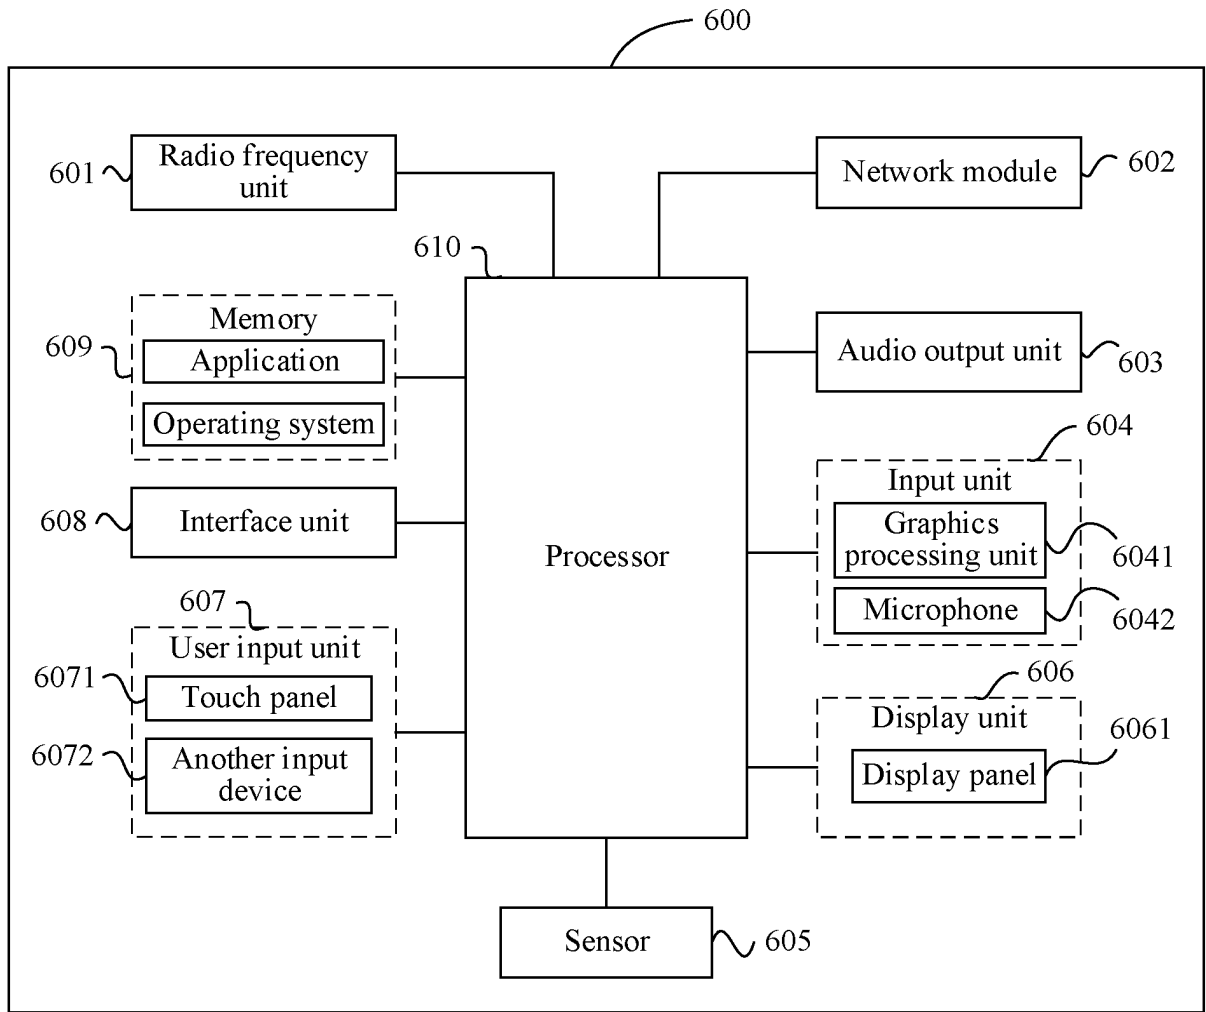 600
601
Radio frequency
unit
Network module
602
610
609
Memory
Application
Operating system
Audio output unit
603
604
Input unit
Graphics
processing unit
6041
Microphone
6042
608
Interface unit
Processor
607
User input unit
6071
Touch panel
6072
Another input
device
606
Display unit
6061
Display panel
Sensor
605